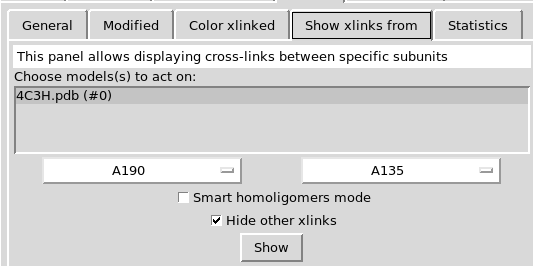 General Modified Color xlinked Show xlinks from Statistics
This panel allows displaying cross-links between specific subunits
Choose models(s) to act on:
4C3H.pdb (#0)
A190 A135
Smart homoligomers mode
Hide other xlinks
Show